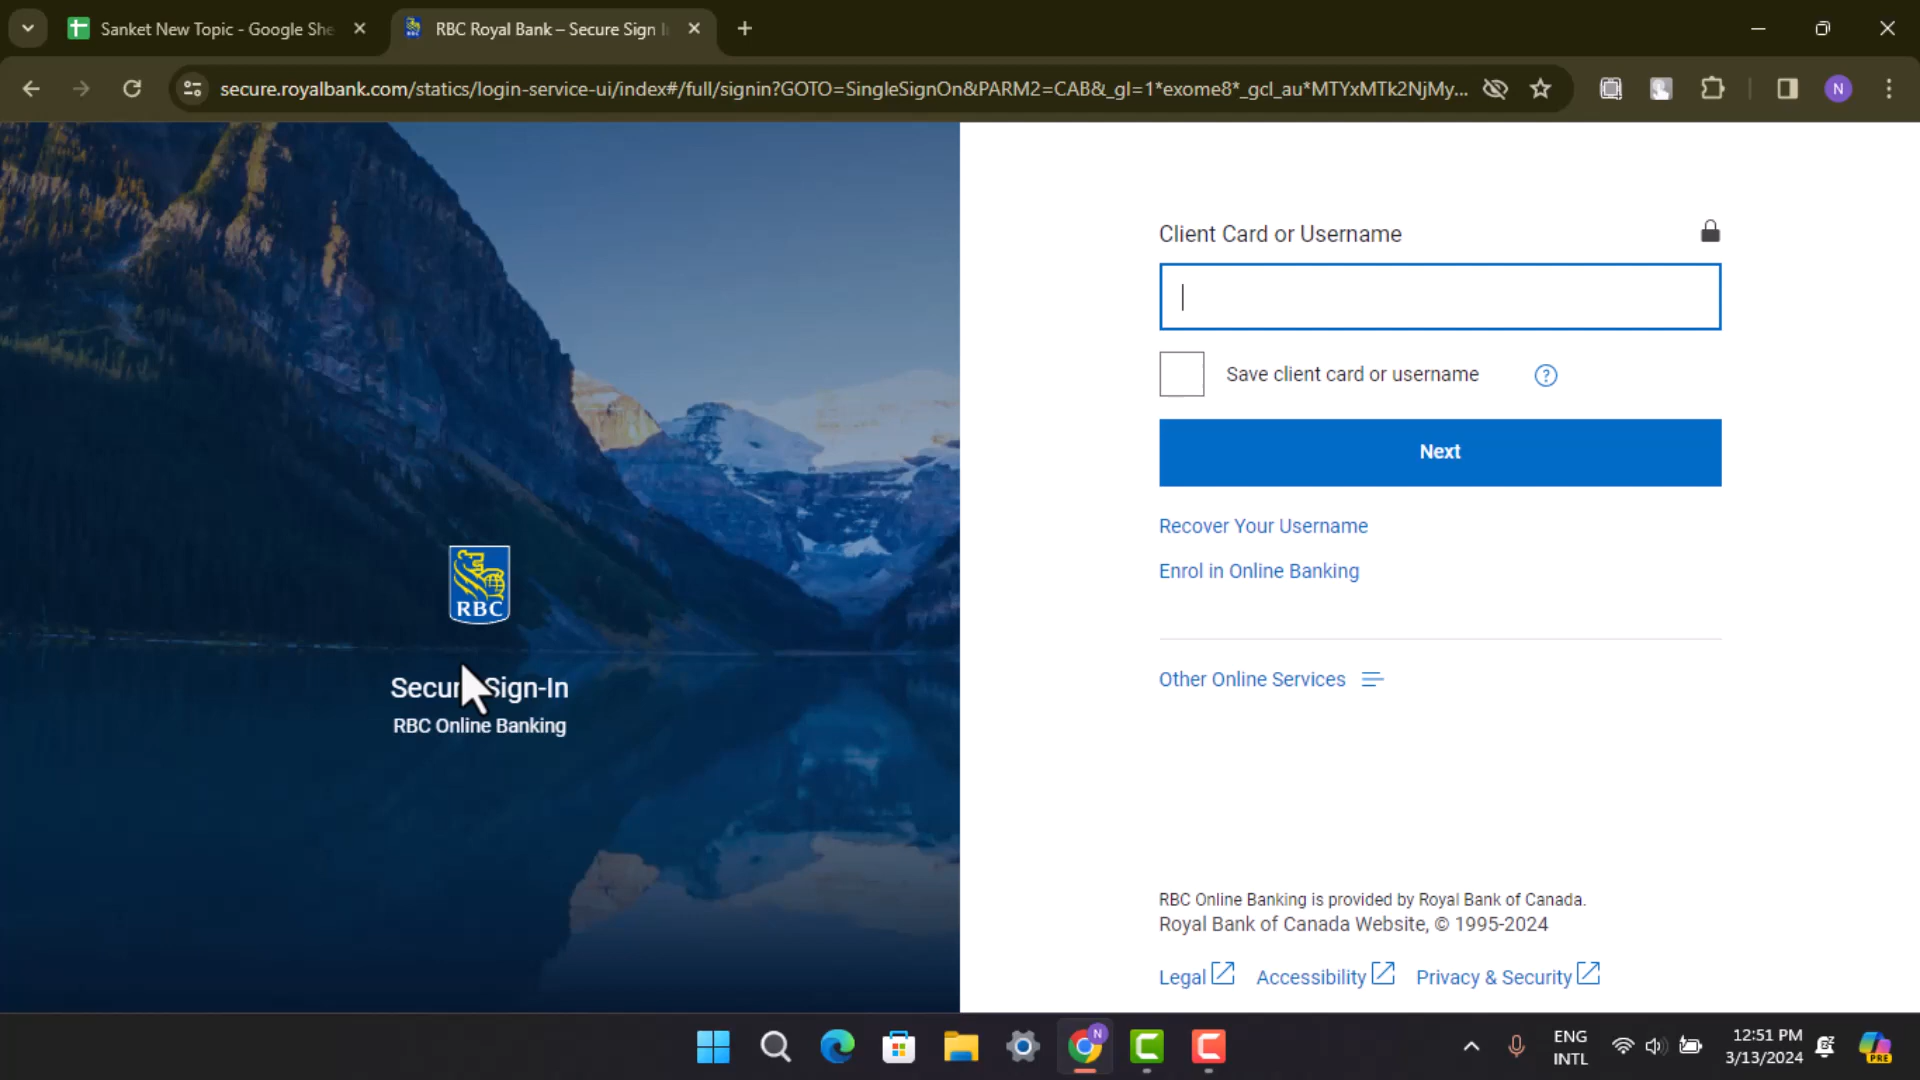 Sanket New Topic - Google She
RBC Royal Bank – Secure Sign I
secure.royalbank.com/statics/login-service-ui/index#/full/signin?GOTO=SingleSignOn&PARM2=CAB&_gl=1*exome8*_gcl_au*MTYxMTk2NjMy...
N
Client Card or Username
Save client card or username
?
Next
Recover Your Username
Enrol in Online Banking
RBC
Secur Sign-In
RBC Online Banking
Other Online Services
RBC Online Banking is provided by Royal Bank of Canada.
Royal Bank of Canada Website, © 1995-2024
Legal Accessibility Privacy & Security
N
ENG
INTL
12:51 PM
3/13/2024
PRE